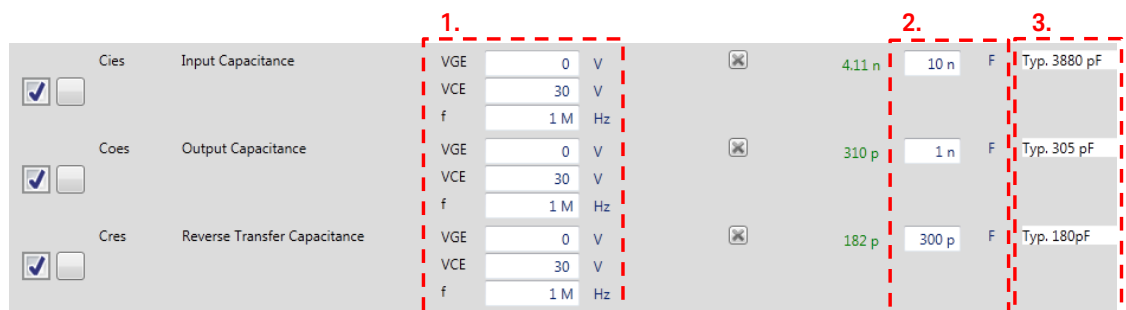 1. 2. 3.
Cies Input Capacitance VGE 0 V 4.11 n 10 n F Typ. 3880 pF
VCE 30 V
f 1 M Hz
Coes Output Capacitance VGE 0 V 310 p 1 n F Typ. 305 pF
VCE 30 V
f 1 M Hz
Cres Reverse Transfer Capacitance VGE 0 V 182 p 300 p F Typ. 180pF
VCE 30 V
f 1 M Hz